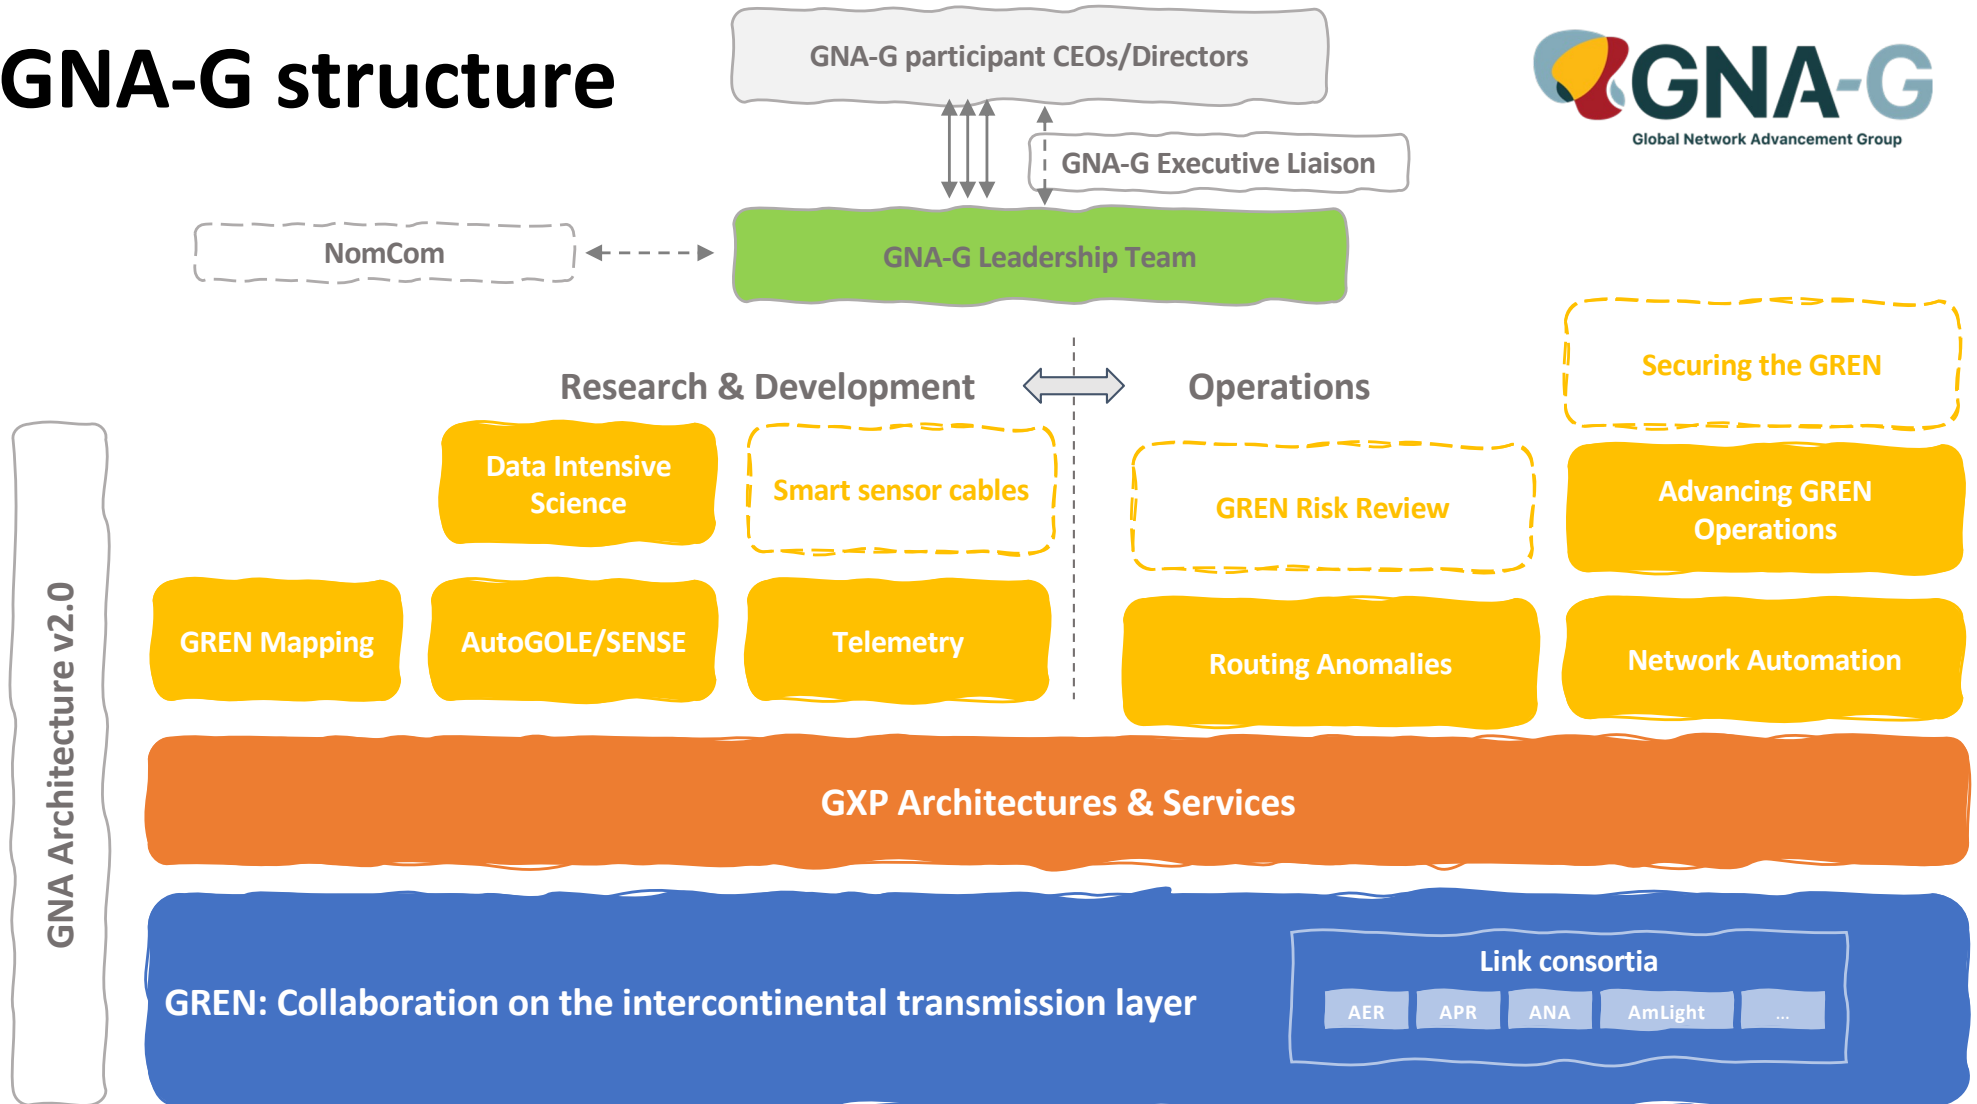 GNA-G structure
GNA-G participant CEOs/Directors
GNA-G
Global Network Advancement Group
GNA-G Executive Liaison
NomCom
GNA-G Leadership Team
Research & Development
Operations
Securing the GREN
Data Intensive
Science
Smart sensor cables
GREN Risk Review
Advancing GREN
Operations
GREN Mapping
AutoGOLE/SENSE
Telemetry
Routing Anomalies
Network Automation
GNA Architecture v2.0
GXP Architectures & Services
GREN: Collaboration on the intercontinental transmission layer
Link consortia
AER
APR
ANA
AmLight
...